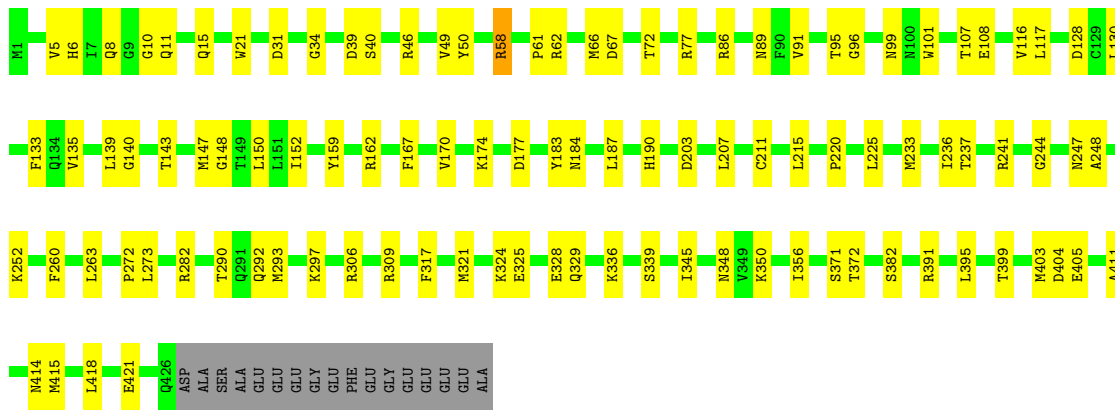 M1 V5 H6 I7 Q8 G9 G10 Q11 Q15 W21 D31 G34 D39 S40 R46 V49 Y50 R58 P61 R62 M66 D67 T72 R77 R86 N89 F90 V91 T95 G96 N99 N100 W101 T107 E108 V116 L117 D128 C129 L130
F133 Q134 V135 L139 G140 T143 M147 G148 T149 L150 L151 I152 Y159 R162 F167 V170 K174 D177 Y183 N184 L187 H190 D203 L207 C211 L215 P220 L225 M233 I236 T237 R241 G244 N247 A248
K252 F260 L263 P272 L273 R282 T290 Q291 Q292 M293 K297 R306 R309 F317 M321 K324 E325 E328 Q329 K336 S339 I345 N348 V349 K350 I356 S371 T372 S382 R391 L395 T399 M403 D404 E405 A411
N414 M415 L418 E421 Q426 ASP ALA SER ALA GLU GLU GLU GLY GLU PHE GLU GLY GLU GLU GLU GLU ALA